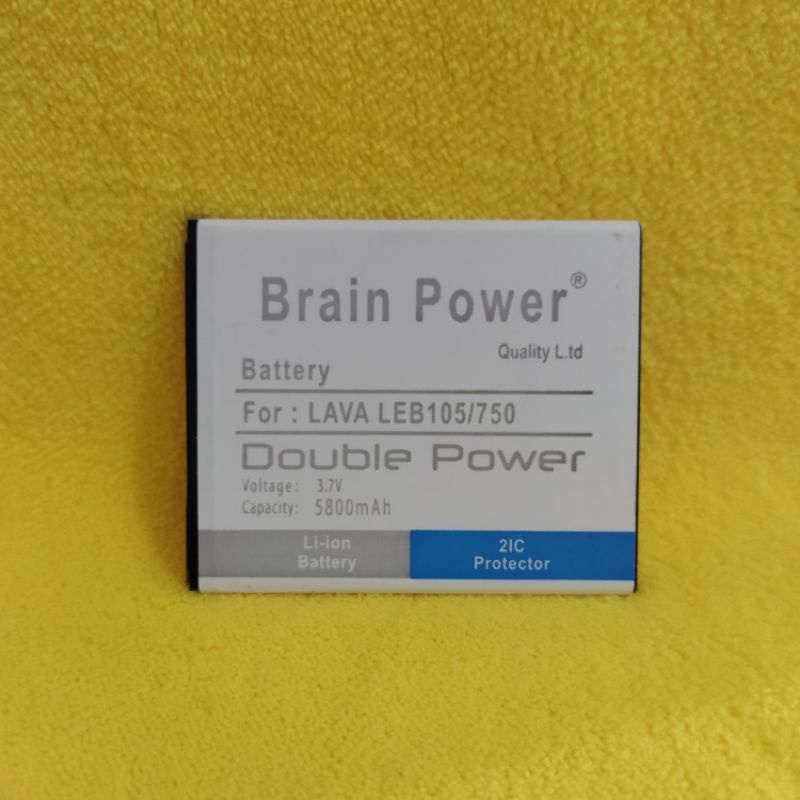 Brain Power®
Quality L.td
Battery
For : LAVA LEB105/750
Double Power
Voltage: 3.7V
Capacity: 5800mAh
Li-ion
Battery
2IC
Protector